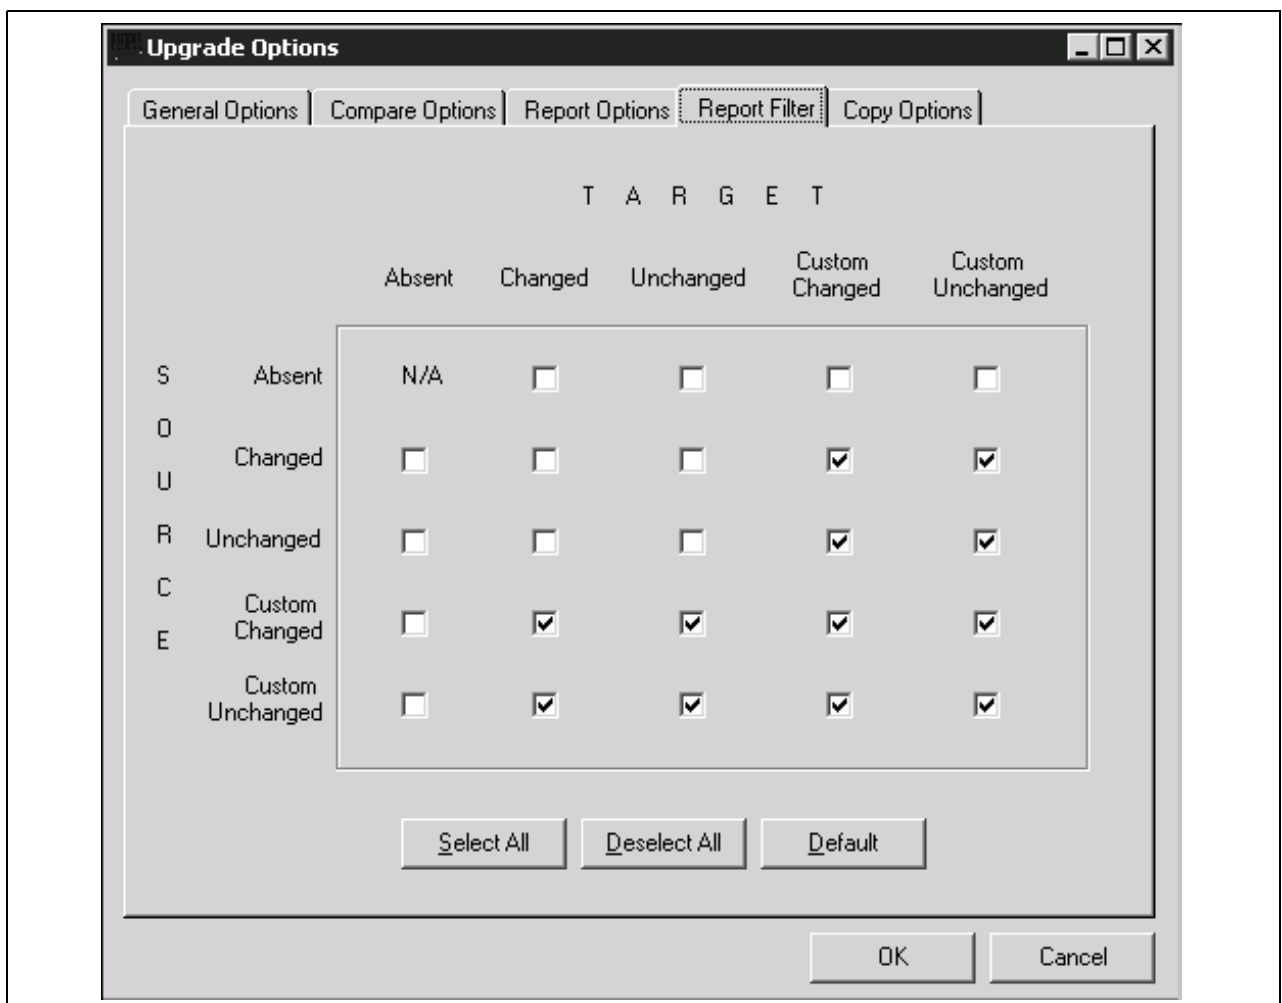 Upgrade Options
General Options
Compare Options
Report Options
Report Filter
Copy Options
T A R G E T
Absent
Changed
Unchanged
Custom
Changed
Custom
Unchanged
S O U R C E
Absent
N/A
Changed
Unchanged
Custom
Changed
Custom
Unchanged
Select All
Deselect All
Default
OK
Cancel